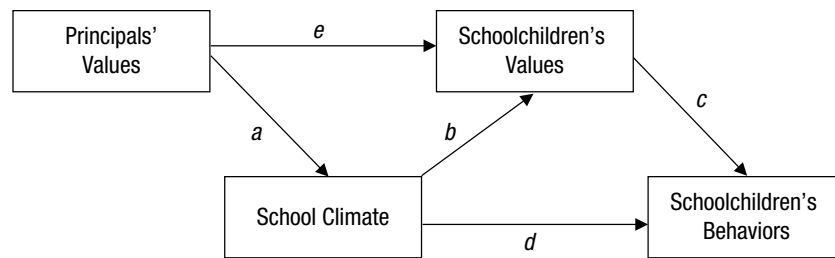 Principals'
Values
e
Schoolchildren's
Values
a
b
c
School Climate
d
Schoolchildren's
Behaviors